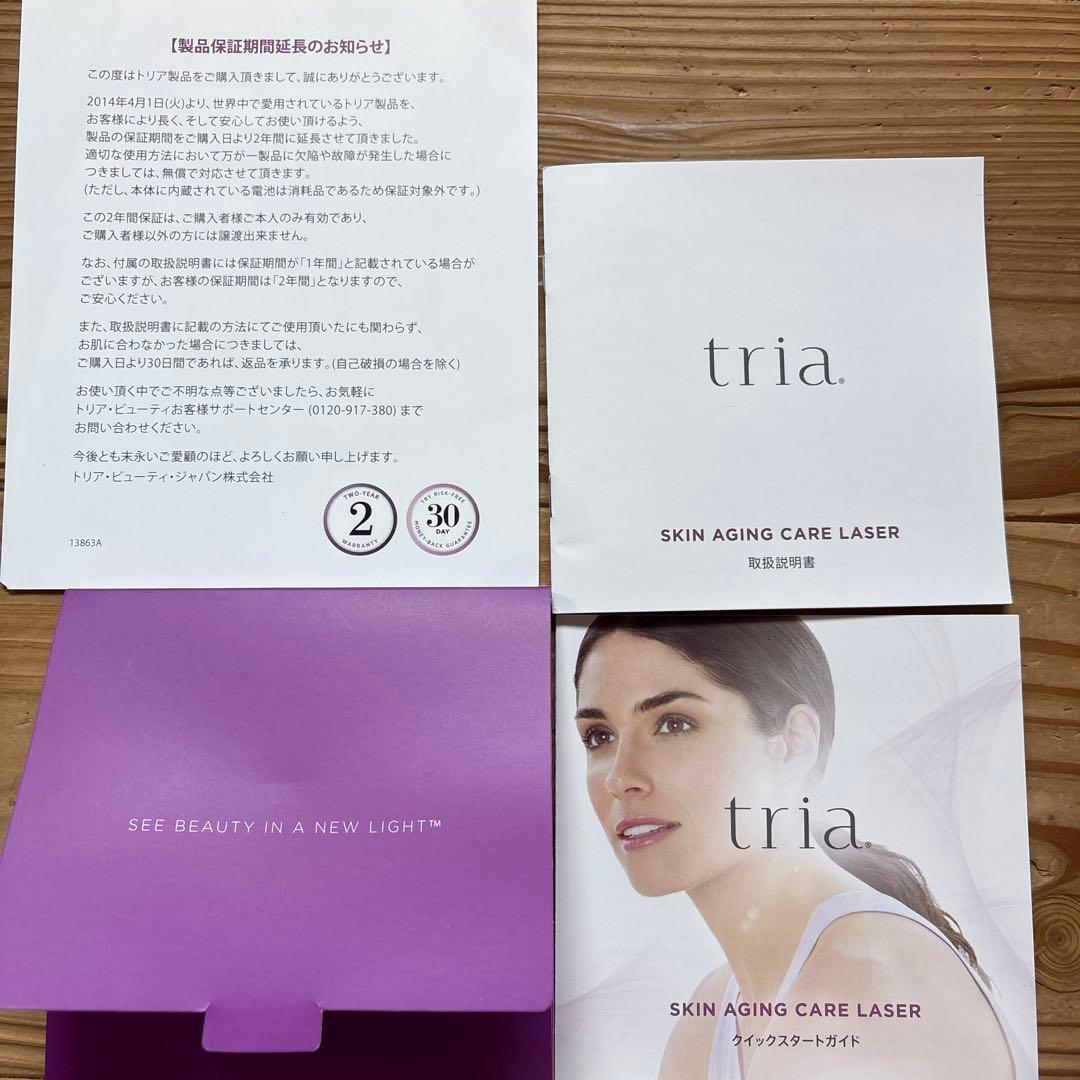 【製品保証期間延長のお知らせ】
この度はトリア製品をご購入頂きまして、誠にありがとうございます。
2014年4月1日(火)より、世界中で愛用されているトリア製品を、
お客様により長く、そして安心してお使い頂けるよう、
製品の保証期間をご購入日より2年間に延長させて頂きました。
適切な使用方法において万が一製品に欠陥や故障が発生した場合に
つきましては、無償で対応させて頂きます。
(ただし、本体に内蔵されている電池は消耗品であるため保証対象外です。)
この2年間保証は、ご購入者様ご本人のみ有効であり、
ご購入者様以外の方には譲渡出来ません。
なお、付属の取扱説明書には保証期間が「1年間」と記載されている場合が
ございますが、お客様の保証期間は「2年間」となりますので、
ご安心ください。
また、取扱説明書に記載の方法にてご使用頂いたにも関わらず、
お肌に合わなかった場合につきましては、
ご購入日より30日間であれば、返品を承ります。(自己破損の場合を除く)
お使い頂く中でご不明な点等ございましたら、お気軽に
トリア・ビューティお客様サポートセンター (0120-917-380) まで
お問い合わせください。
今後とも末永いご愛顧のほど、よろしくお願い申し上げます。
トリア・ビューティ・ジャパン株式会社
TWO-YEAR
2
WARRANTY
TRY RISK-FREE
30
DAY
MONEY-BACK GUARANTEE
13863A
tria®
SKIN AGING CARE LASER
取扱説明書
SEE BEAUTY IN A NEW LIGHT™
tria®
SKIN AGING CARE LASER
クイックスタートガイド